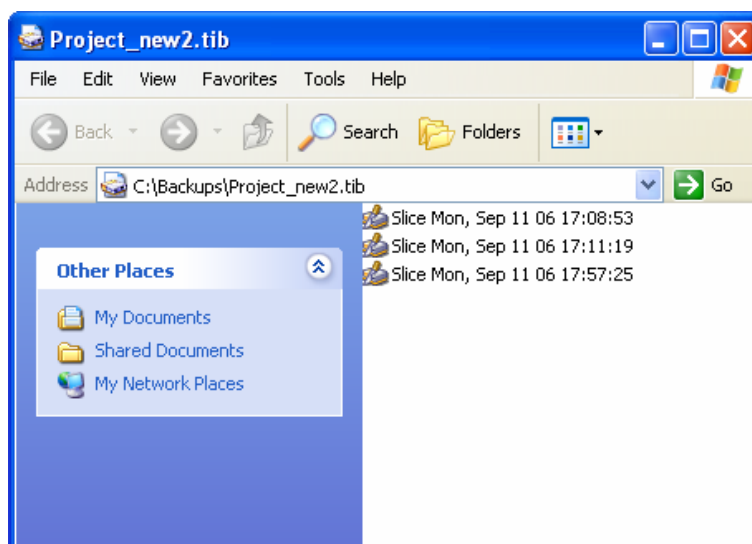 Project_new2.tib
File Edit View Favorites Tools Help
Back Search Folders
Address C:\Backups\Project_new2.tib Go
Other Places
My Documents
Shared Documents
My Network Places
Slice Mon, Sep 11 06 17:08:53
Slice Mon, Sep 11 06 17:11:19
Slice Mon, Sep 11 06 17:57:25